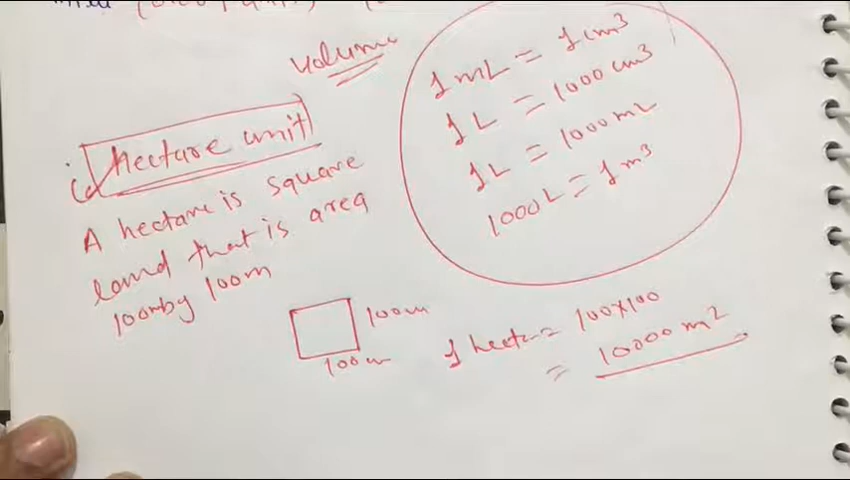 volume
1 mL = 1 cm³
1 L = 1000 cm³
1 L = 1000 mL
1000 L = 1 m³
hectare unit
A hectare is square
land that is area
100m by 100m
100m
100m
1 hectare = 100x100
= 10000 m²